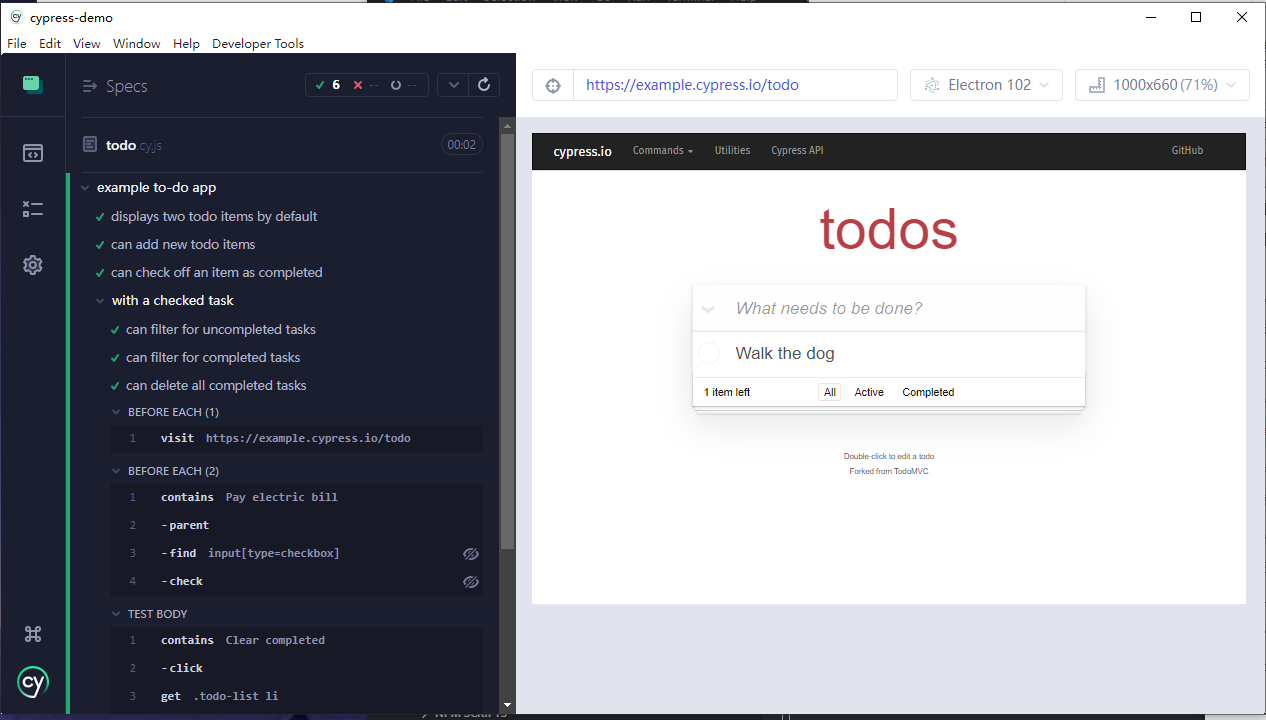 cypress-demo
File Edit View Window Help Developer Tools
Specs
6 -- --
todo cy.js 00:02
example to-do app
displays two todo items by default
can add new todo items
can check off an item as completed
with a checked task
can filter for uncompleted tasks
can filter for completed tasks
can delete all completed tasks
BEFORE EACH (1)
1 visit https://example.cypress.io/todo
BEFORE EACH (2)
1 contains Pay electric bill
2 -parent
3 -find input[type=checkbox]
4 -check
TEST BODY
1 contains Clear completed
2 -click
3 get .todo-list li
cy
https://example.cypress.io/todo
Electron 102
1000x660 (71%)
cypress.io Commands Utilities Cypress API GitHub
todos
What needs to be done?
Walk the dog
1 item left All Active Completed
Double-click to edit a todo
Forked from TodoMVC